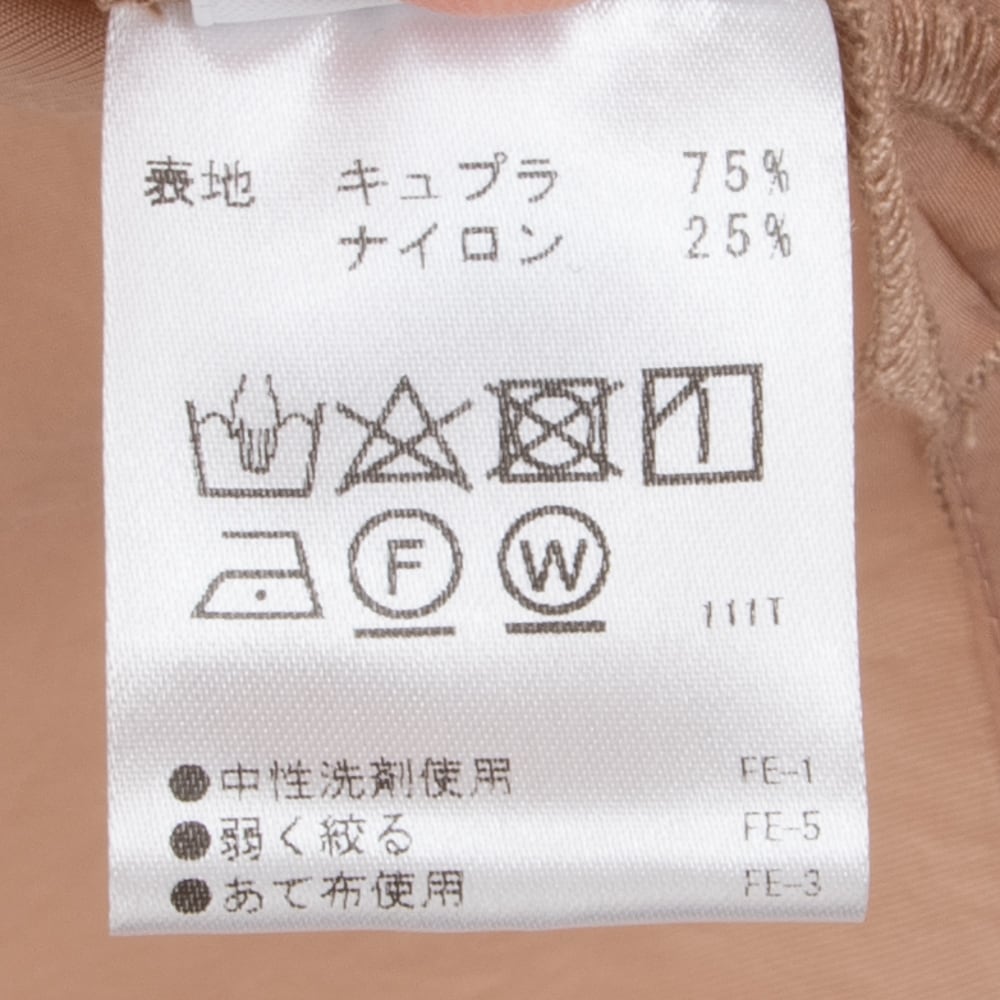 表地 キュプラ 75%
ナイロン 25%
F W 111T
●中性洗剤使用 FE-1
●弱く絞る FE-5
●あて布使用 FE-3